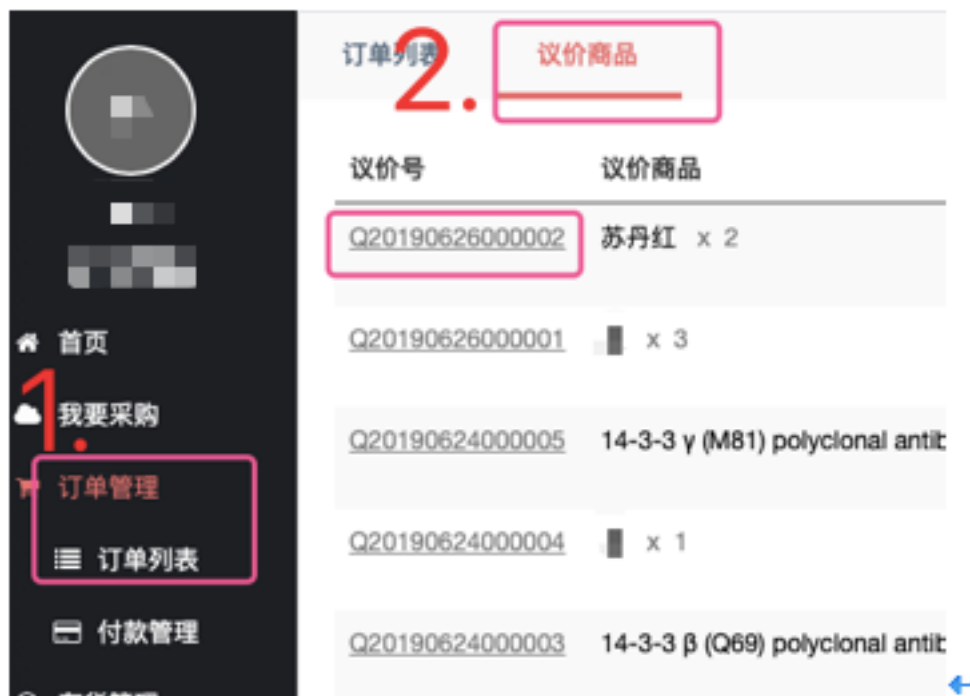 订单列表
2.
议价商品
议价号
议价商品
Q20190626000002 苏丹红 x 2
首页
Q20190626000001 x 3
1.
我要采购
Q20190624000005 14-3-3 γ (M81) polyclonal antib
订单管理
Q20190624000004 x 1
订单列表
付款管理
Q20190624000003 14-3-3 β (Q69) polyclonal antib